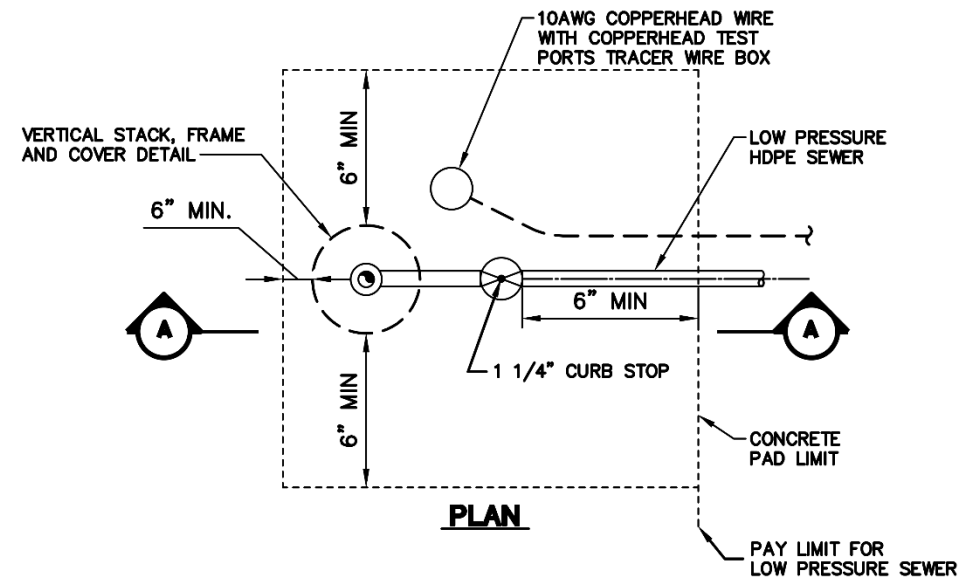 10AWG COPPERHEAD WIRE
WITH COPPERHEAD TEST
PORTS TRACER WIRE BOX
VERTICAL STACK, FRAME
AND COVER DETAIL
6" MIN
LOW PRESSURE
HDPE SEWER
6" MIN.
6" MIN
A
A
1 1/4" CURB STOP
6" MIN
CONCRETE
PAD LIMIT
PLAN
PAY LIMIT FOR
LOW PRESSURE SEWER